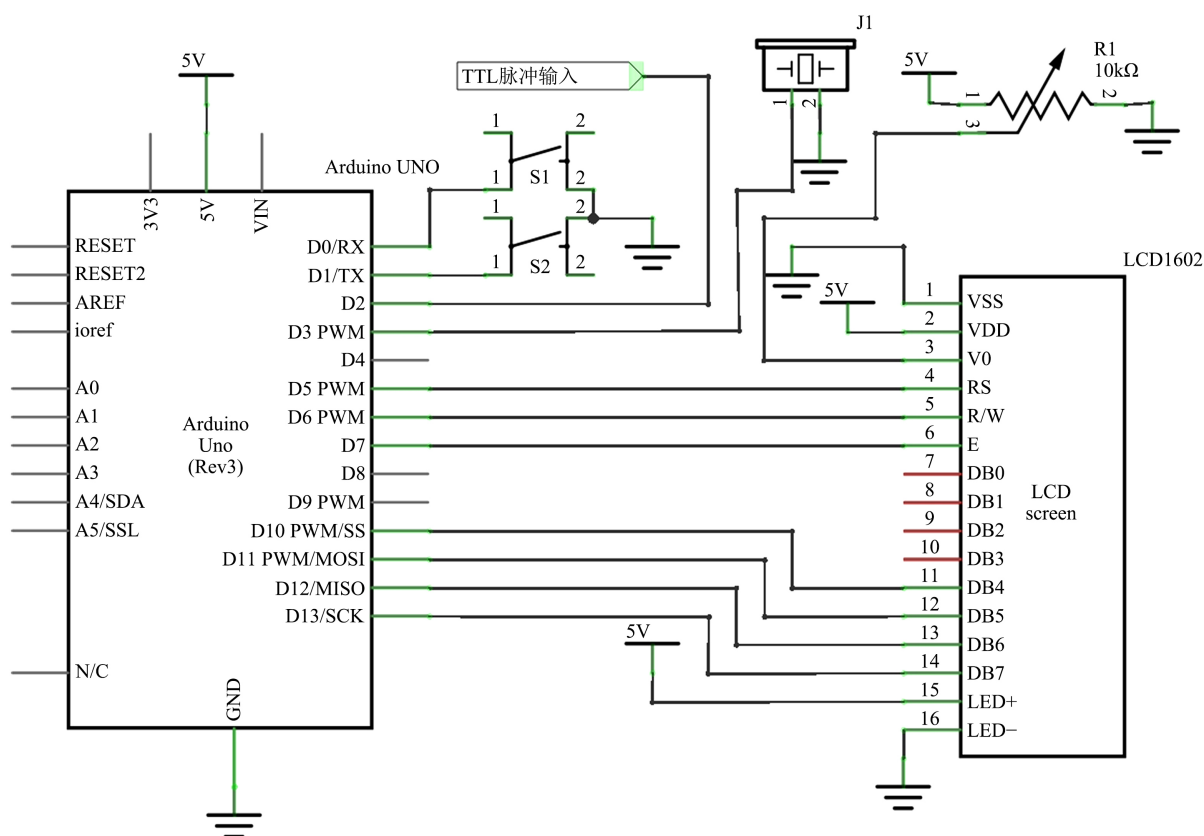 J1
R1
10kΩ
5V
1
2
3
5V
TTL脉冲输入
1
2
1
2
S1
1
2
1
2
S2
1
2
Arduino UNO
3V3
5V
VIN
RESET
RESET2
AREF
ioref
A0
A1
A2
A3
A4/SDA
A5/SSL
N/C
Arduino
Uno
(Rev3)
D0/RX
D1/TX
D2
D3 PWM
D4
D5 PWM
D6 PWM
D7
D8
D9 PWM
D10 PWM/SS
D11 PWM/MOSI
D12/MISO
D13/SCK
GND
LCD1602
5V
5V
1 VSS
2 VDD
3 V0
4 RS
5 R/W
6 E
7 DB0
8 DB1
9 DB2
10 DB3
11 DB4
12 DB5
13 DB6
14 DB7
15 LED+
16 LED−
LCD
screen